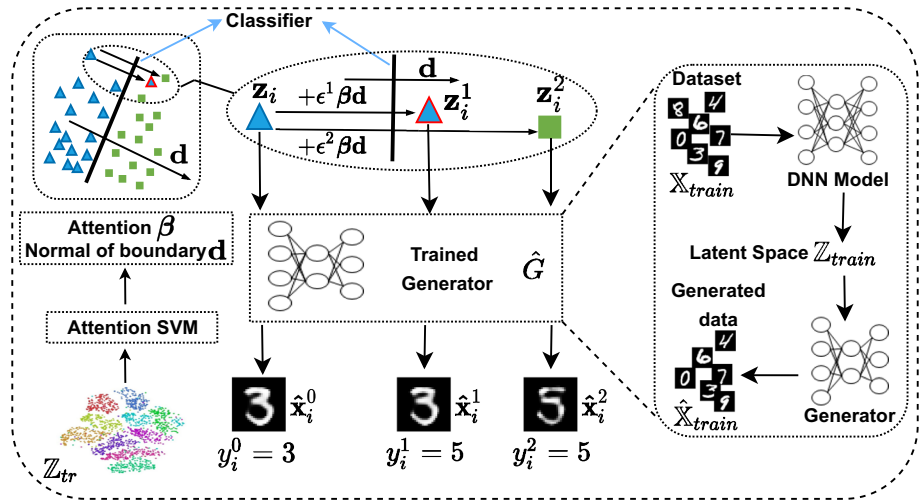 Classifier
d
z_i
+ϵ^1 βd
z_i^1
d
z_i^2
+ϵ^2 βd
Attention β
Normal of boundary d
Attention SVM
ℤ_tr
Trained
Generator
Ĝ
3
x̂_i^0
3
x̂_i^1
5
x̂_i^2
y_i^0 = 3
y_i^1 = 5
y_i^2 = 5
Dataset
8 4
6
0 7
3
9
𝕏_train
DNN Model
Latent Space ℤ_train
Generated
data
4
6
0 7
3
9
𝕏̂_train
Generator